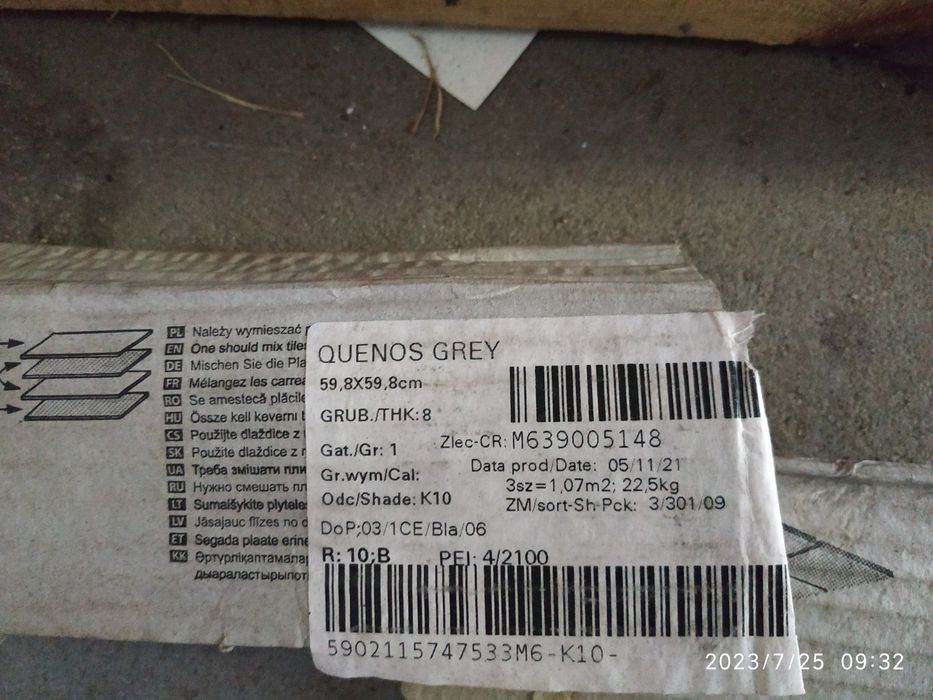 PL Należy wymieszać
EN One should mix tiles
DE Mischen Sie die Pla
FR Mélangez les carrea
RO Se amestecă plăcile
HU Össze kell keverni
CS Použijte dlaždice z
SK Použite dlaždice z
UA Треба змішати пли
RU Нужно смешать пл
LT Sumaišykite plyteles
LV Jāsajauc flīzes no d
ET Segada plaate erine
KK Әртүрлікаптамалар
дыараластырылот
QUENOS GREY
59,8X59,8cm
GRUB./THK: 8
Gat./Gr: 1
Zlec-CR: M639005148
Gr.wym/Cal:
Data prod/Date: 05/11/21
3sz=1,07m2; 22,5kg
Odc/Shade: K10
ZM/sort-Sh-Pck: 3/301/09
DoP;03/1CE/Bla/06
R: 10;B PEI: 4/2100
5902115747533M6-K10-
2023/7/25 09:32